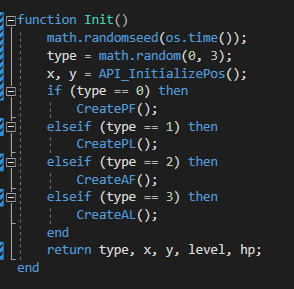 function Init()
    math.randomseed(os.time());
    type = math.random(0, 3);
    x, y = API_InitializePos();
    if (type == 0) then
        CreatePF();
    elseif (type == 1) then
        CreatePL();
    elseif (type == 2) then
        CreateAF();
    elseif (type == 3) then
        CreateAL();
    end
    return type, x, y, level, hp;
end